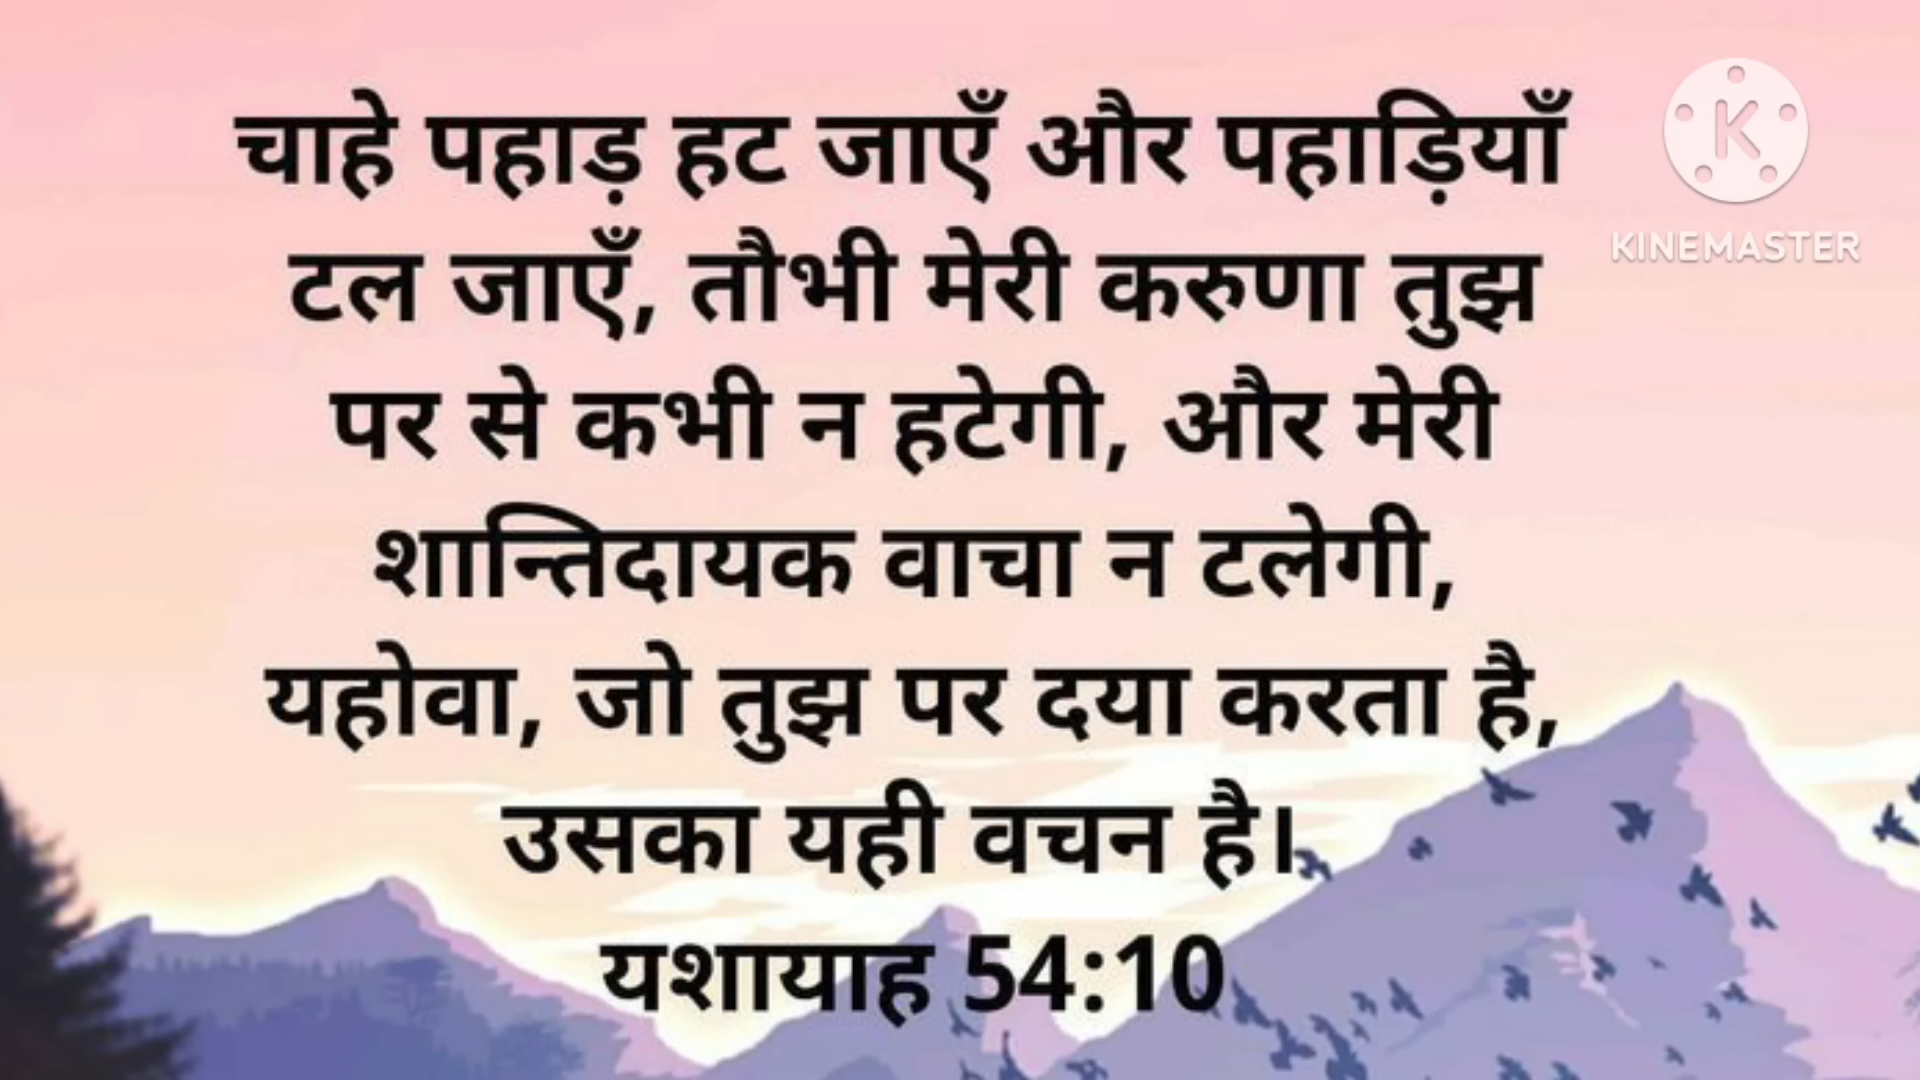 चाहे पहाड़ हट जाएँ और पहाड़ियाँ
टल जाएँ, तौभी मेरी करुणा तुझ
पर से कभी न हटेगी, और मेरी
शान्तिदायक वाचा न टलेगी,
यहोवा, जो तुझ पर दया करता है,
उसका यही वचन है।
यशायाह 54:10
K
KINEMASTER